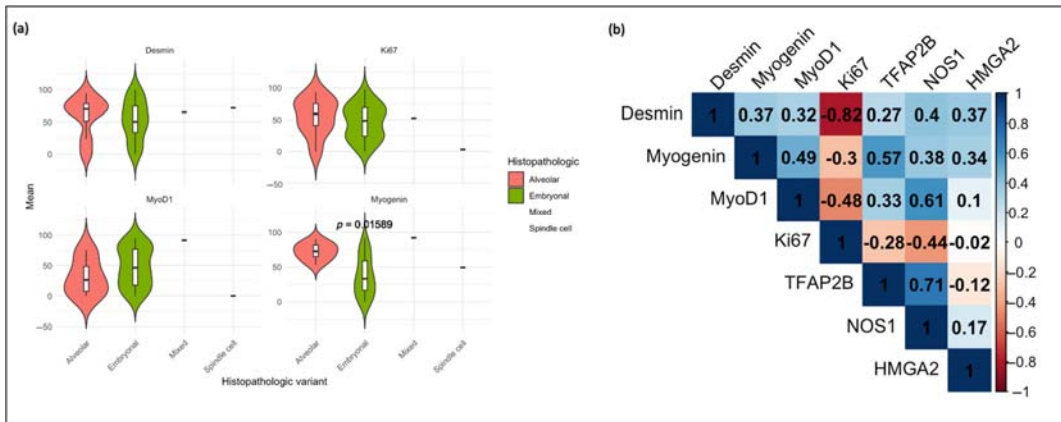 (a)
Desmin
Ki67
100
50
0
−50
Mean
MyoD1
Myogenin
p = 0.01589
100
50
0
−50
Alveolar
Embryonal
Mixed
Spindle cell
Alveolar
Embryonal
Mixed
Spindle cell
Histopathologic variant
Histopathologic
Alveolar
Embryonal
Mixed
Spindle cell
(b)
Desmin Myogenin MyoD1 Ki67 TFAP2B NOS1 HMGA2
Desmin 1 0.37 0.32 -0.82 0.27 0.4 0.37
Myogenin 1 0.49 -0.3 0.57 0.38 0.34
MyoD1 1 -0.48 0.33 0.61 0.1
Ki67 1 -0.28 -0.44 -0.02
TFAP2B 1 0.71 -0.12
NOS1 1 0.17
HMGA2 1
1
0.8
0.6
0.4
0.2
0
−0.2
−0.4
−0.6
−0.8
−1